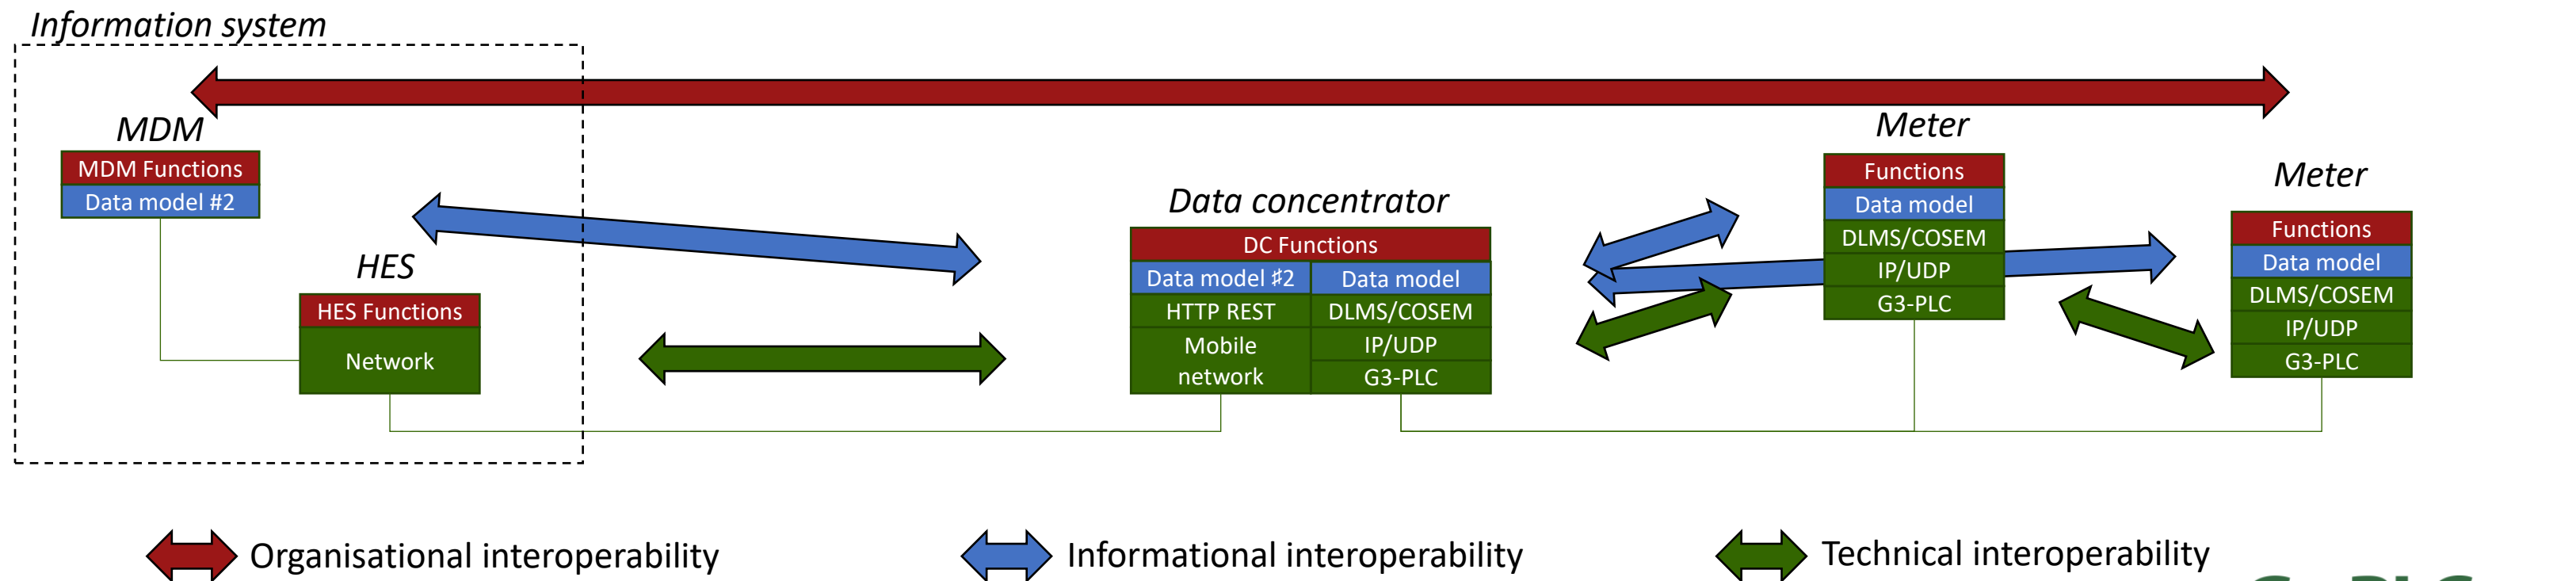 Information system
MDM
MDM Functions
Data model #2
HES
HES Functions
Network
Data concentrator
DC Functions
Data model ♯2
HTTP REST
Mobile
network
Data model
DLMS/COSEM
IP/UDP
G3-PLC
Meter
Functions
Data model
DLMS/COSEM
IP/UDP
G3-PLC
Meter
Functions
Data model
DLMS/COSEM
IP/UDP
G3-PLC
Organisational interoperability
Informational interoperability
Technical interoperability